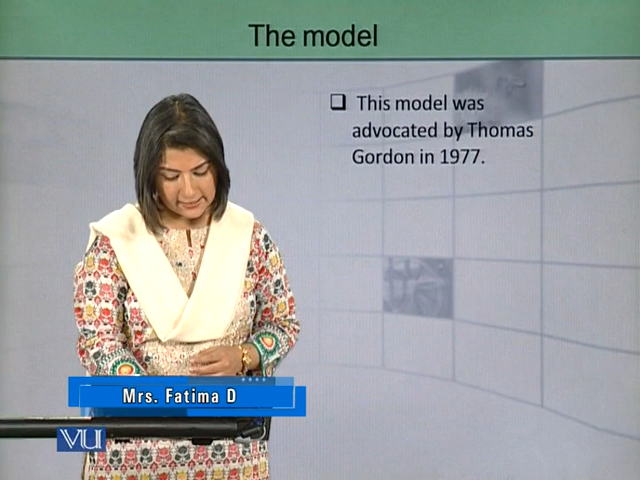 The model
❑ This model was
advocated by Thomas
Gordon in 1977.
Mrs. Fatima D
VU